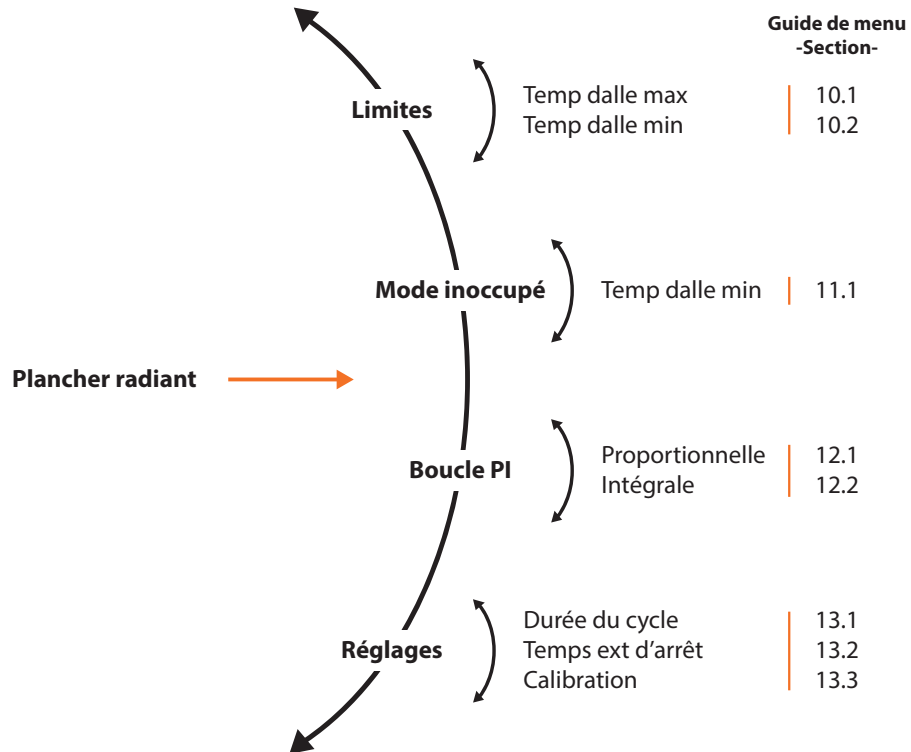 Guide de menu
-Section-
Limites
Temp dalle max 10.1
Temp dalle min 10.2
Mode inoccupé
Temp dalle min 11.1
Plancher radiant
Boucle PI
Proportionnelle 12.1
Intégrale 12.2
Réglages
Durée du cycle 13.1
Temps ext d'arrêt 13.2
Calibration 13.3